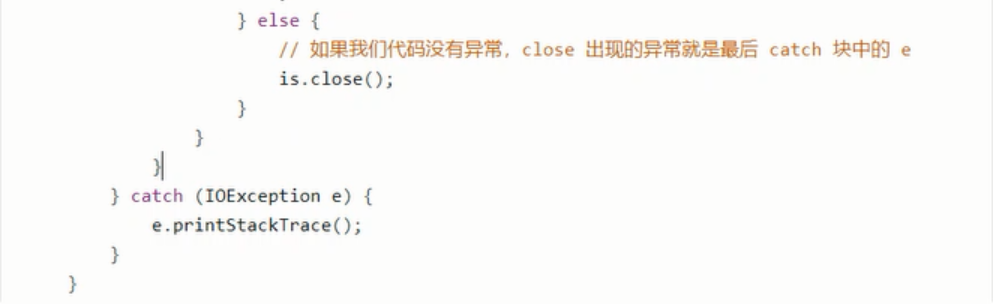 } else {
// 如果我们代码没有异常，close 出现的异常就是最后 catch 块中的 e
is.close();
}
}
}
} catch (IOException e) {
e.printStackTrace();
}
}